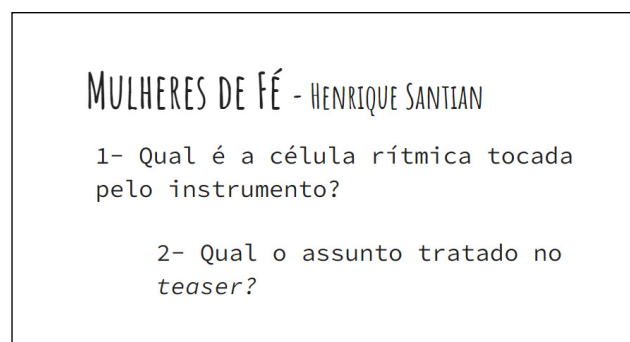 Mulheres de Fé - Henrique Santian
1- Qual é a célula rítmica tocada
pelo instrumento?
2- Qual o assunto tratado no
teaser?